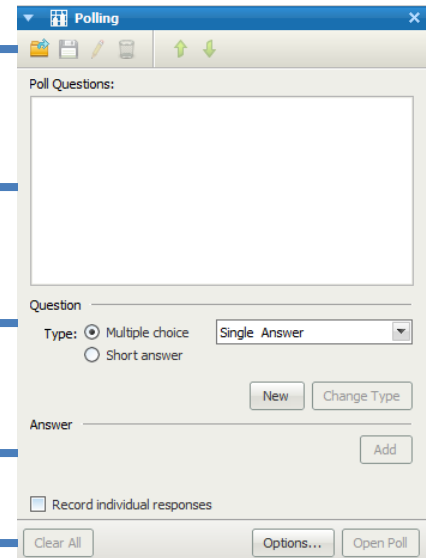 Polling
Poll Questions:
Question
Type: Multiple choice Single Answer
Short answer
New Change Type
Answer
Add
Record individual responses
Clear All Options... Open Poll